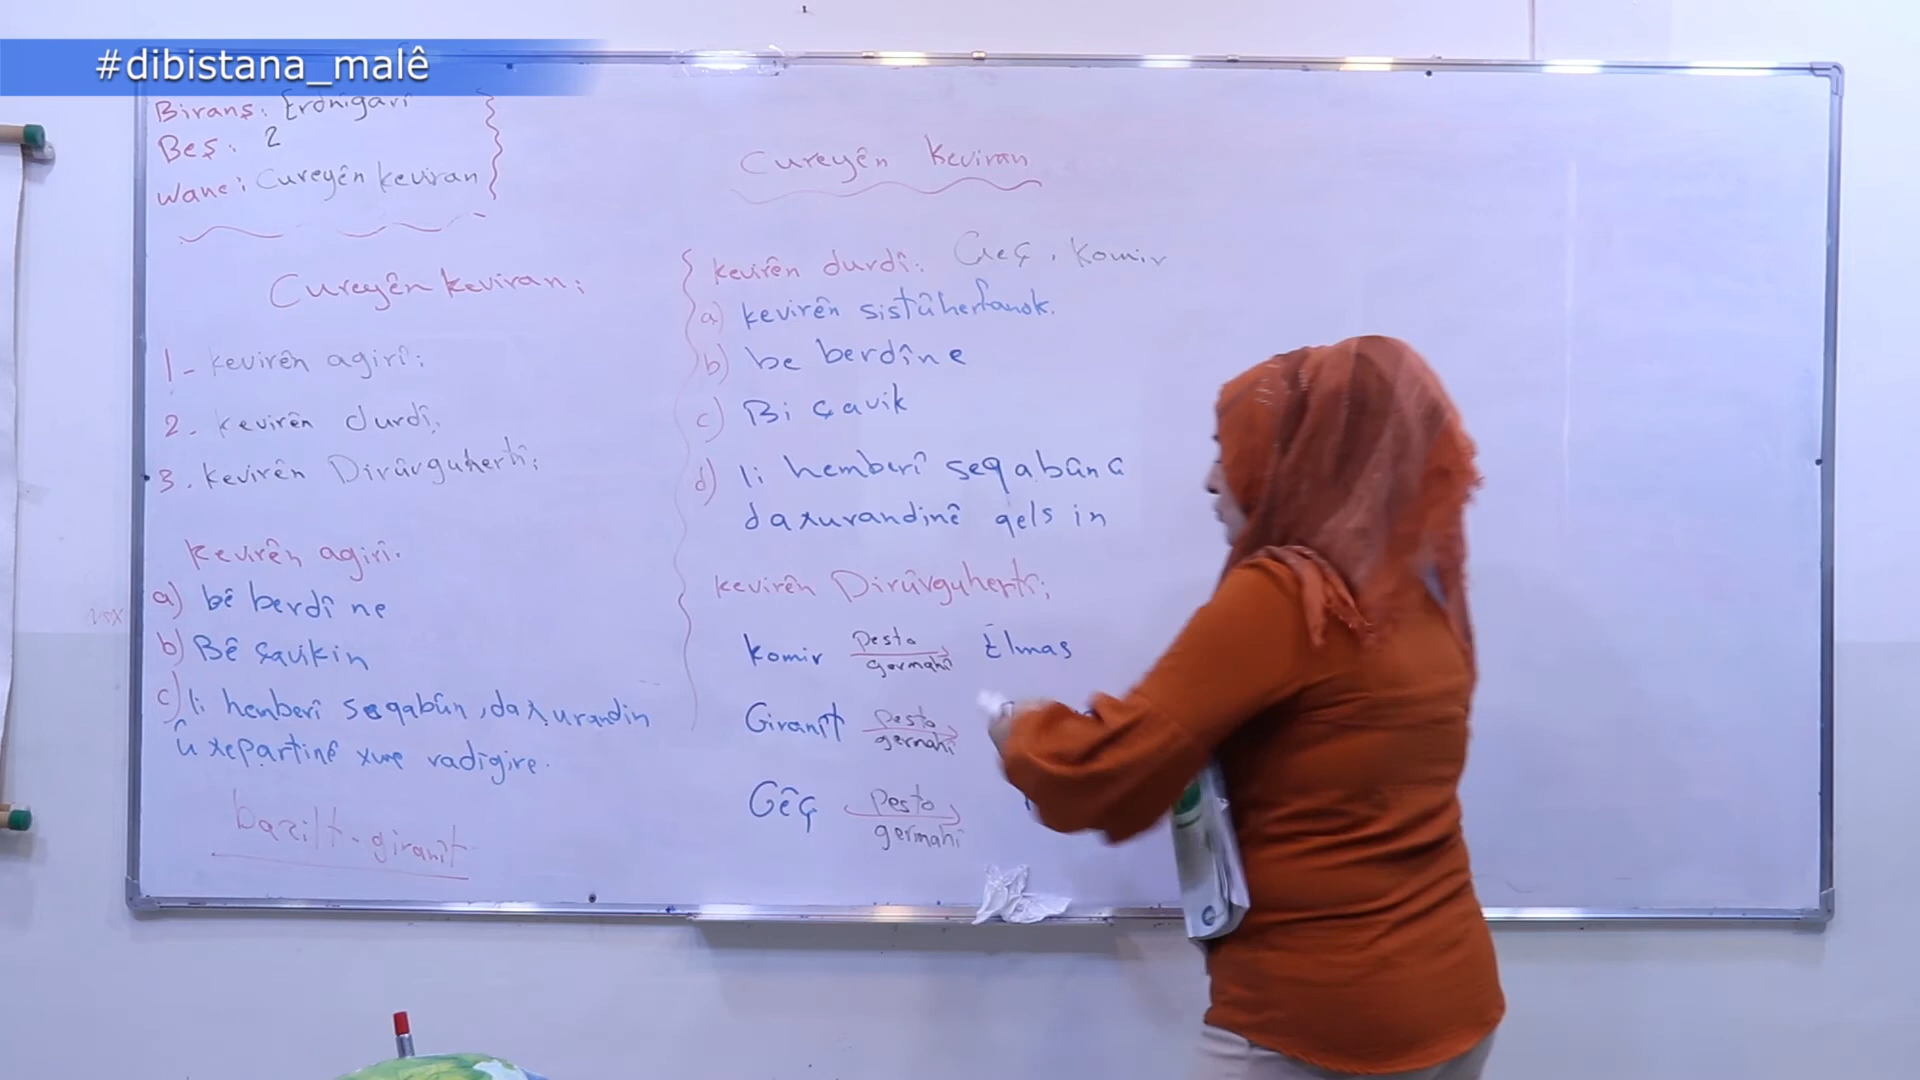 #dibistana_malê
Biranş: Erdnîgarî
Beş: 2
Wane: Cureyên keviran
Cureyên keviran:
1- kevirên agirî:
2. kevirên durdî.
3. kevirên Dirûvguhertî:
kevirên agirî.
a) bê berdî ne
b) Bê çavikin
c) li hemberî seqabûn, daxurandin
û xepartinê xwe radigire.
bazilt - giranît
Cureyên Keviran
kevirên durdî: Geç, komir
a) kevirên sistûherfanok.
b) be berdîne
c) Bi çavik
d) li hemberî seqabûna
daxurandinê qels in
kevirên Dirûvguhertî:
komir pesto germahî Elmas
Giranît pesto germahî
Gêç pesto germahî